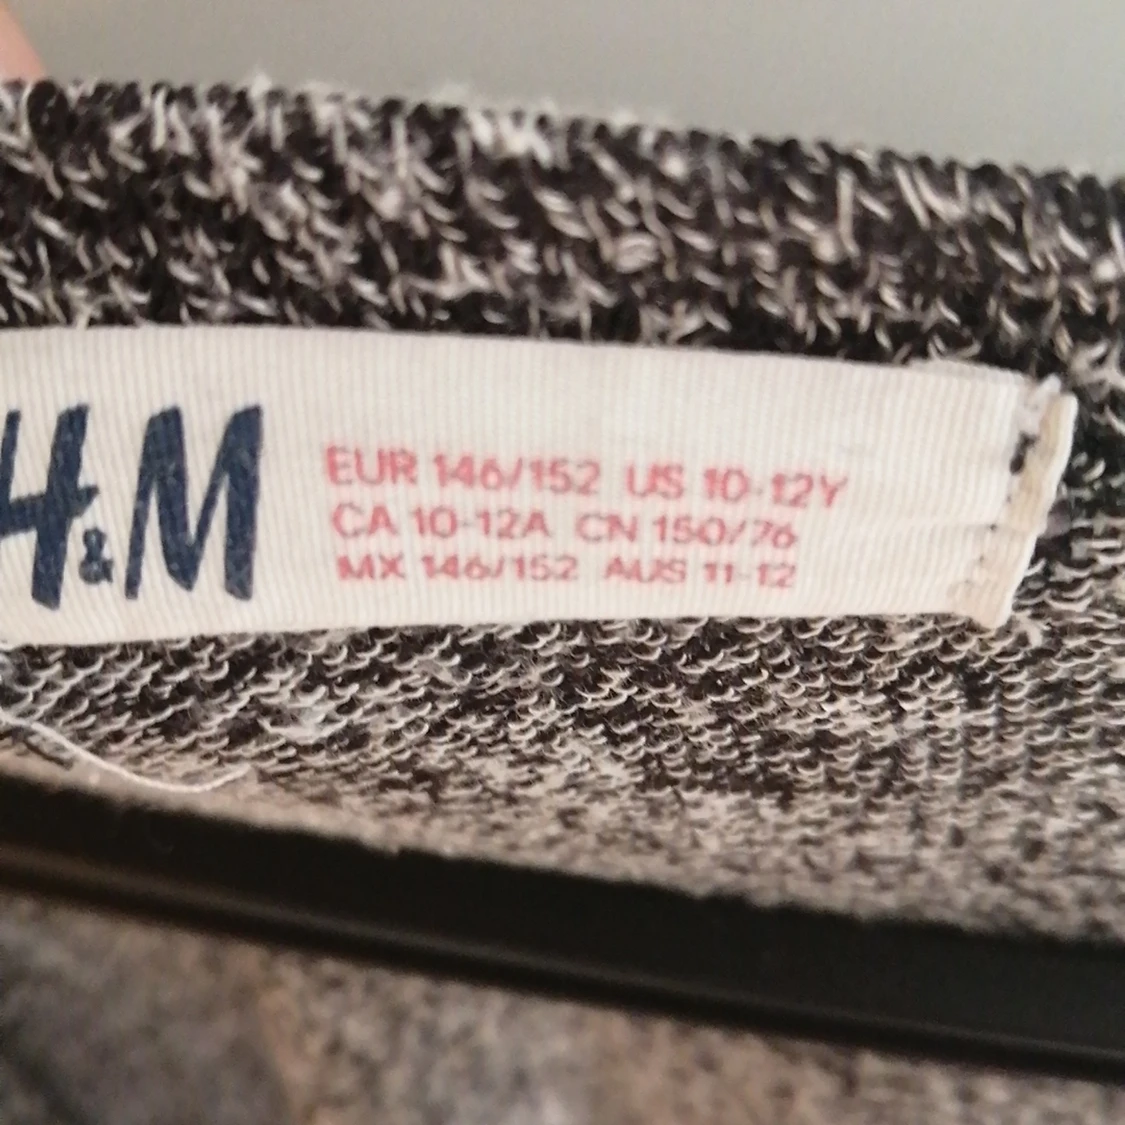 H&M
EUR 146/152 US 10-12Y
CA 10-12A CN 150/76
MX 146/152 AUS 11-12